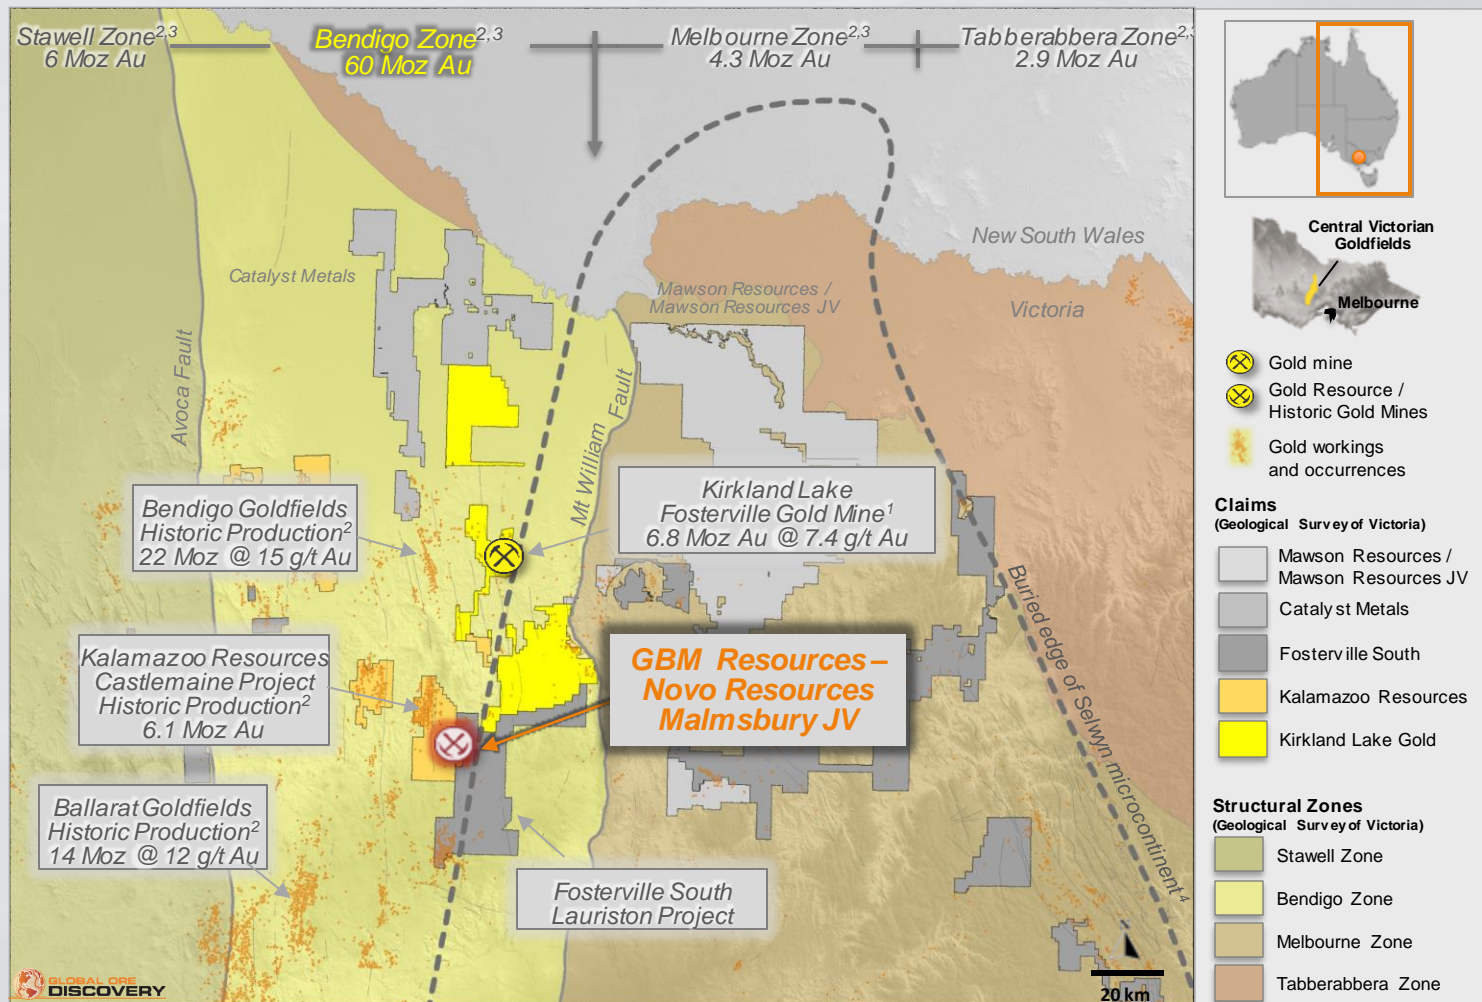 Stawell Zone2,3
6 Moz Au
Bendigo Zone2,3
60 Moz Au
Melbourne Zone2,3
4.3 Moz Au
Tabberabbera Zone2,3
2.9 Moz Au
New South Wales
Victoria
Catalyst Metals
Mawson Resources /
Mawson Resources JV
Avoca Fault
Mt William Fault
Bendigo Goldfields
Historic Production2
22 Moz @ 15 g/t Au
Kirkland Lake
Fosterville Gold Mine1
6.8 Moz Au @ 7.4 g/t Au
Kalamazoo Resources
Castlemaine Project
Historic Production2
6.1 Moz Au
GBM Resources –
Novo Resources
Malmsbury JV
Buried edge of Selwyn microcontinent4
Ballarat Goldfields
Historic Production2
14 Moz @ 12 g/t Au
Fosterville South
Lauriston Project
GLOBAL ORE
DISCOVERY
20 km
Central Victorian
Goldfields
Melbourne
Gold mine
Gold Resource /
Historic Gold Mines
Gold workings
and occurrences
Claims
(Geological Survey of Victoria)
Mawson Resources /
Mawson Resources JV
Catalyst Metals
Fosterville South
Kalamazoo Resources
Kirkland Lake Gold
Structural Zones
(Geological Survey of Victoria)
Stawell Zone
Bendigo Zone
Melbourne Zone
Tabberabbera Zone